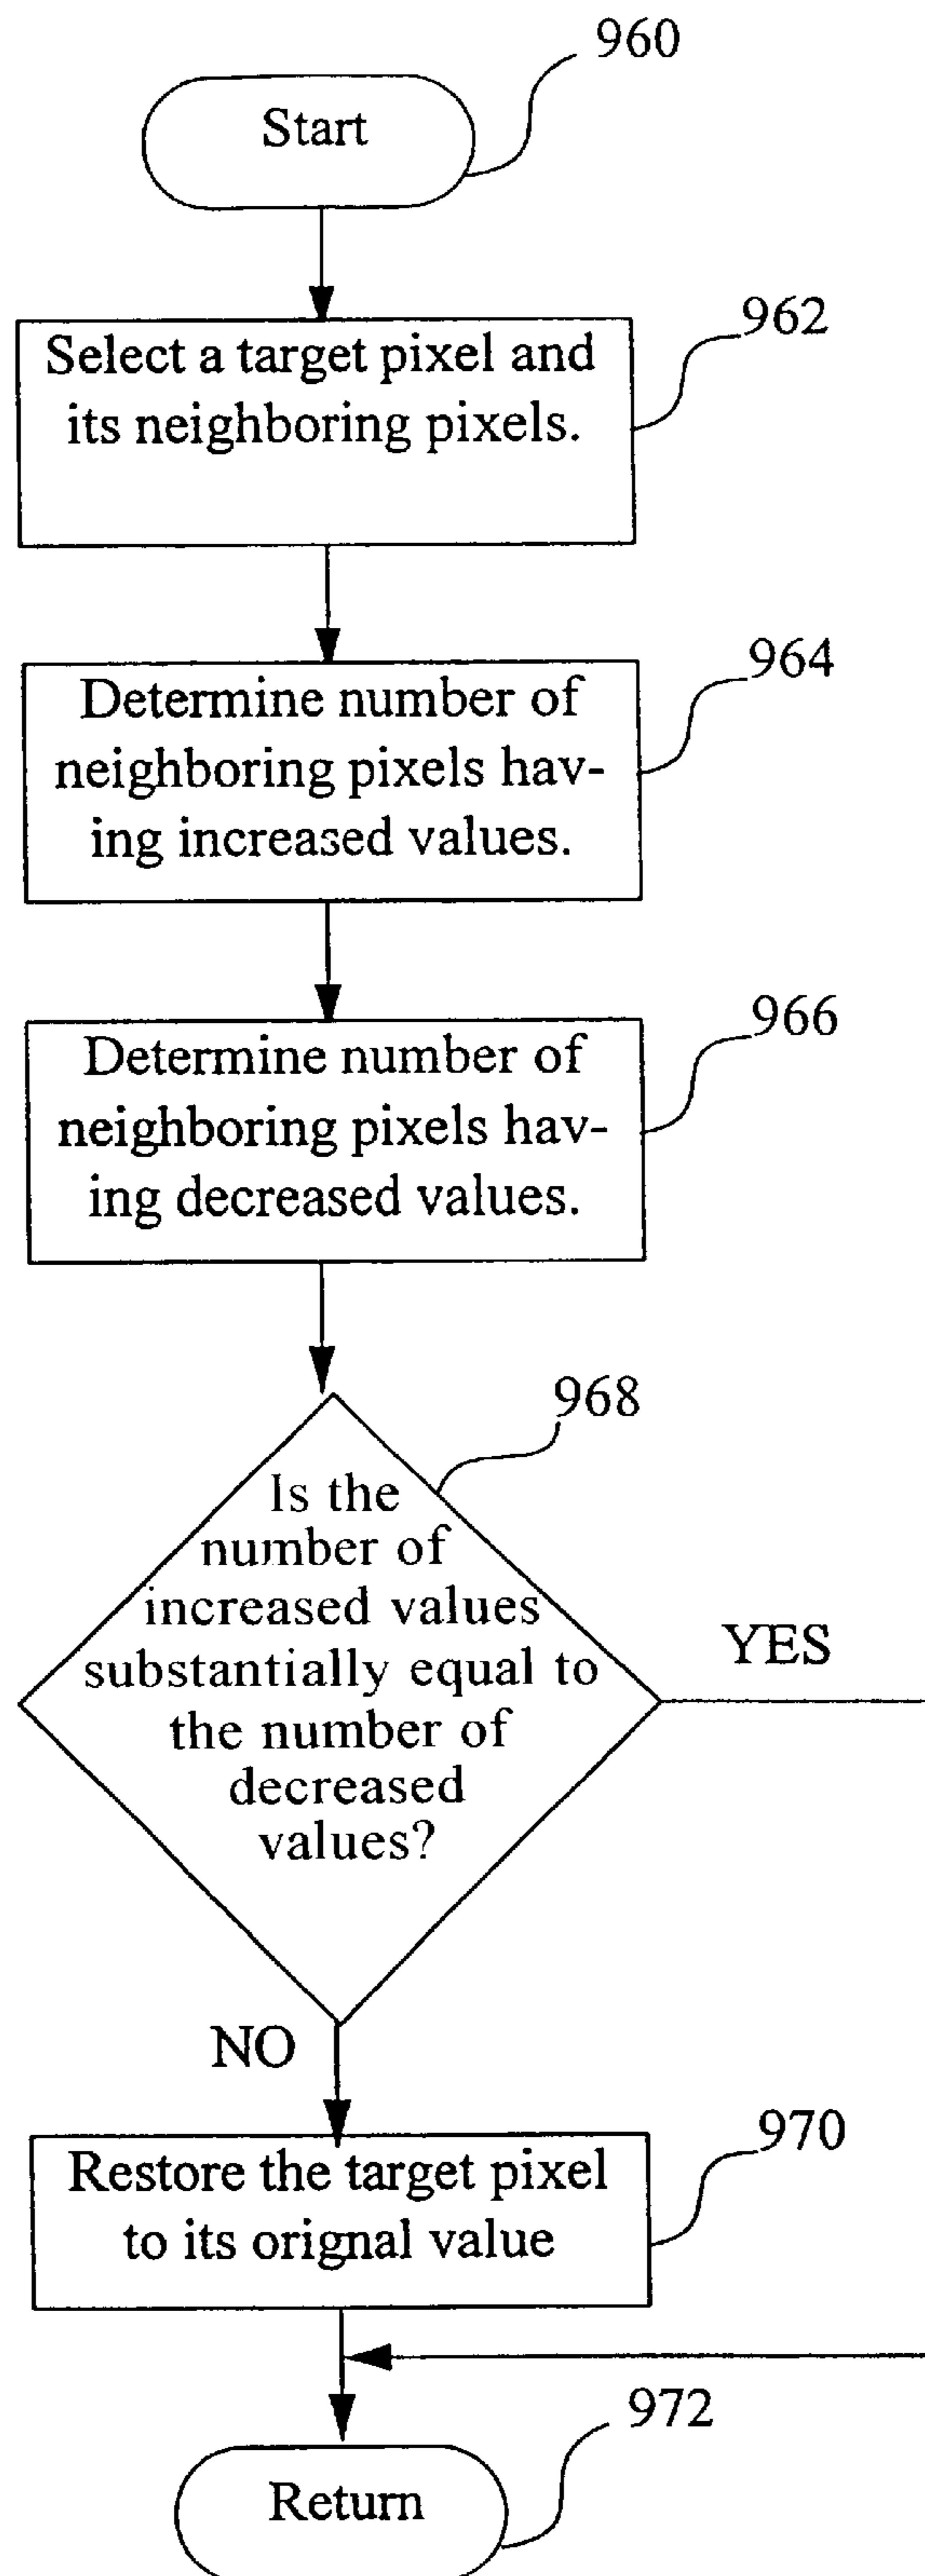 960
Start
962
Select a target pixel and
its neighboring pixels.
964
Determine number of
neighboring pixels hav-
ing increased values.
966
Determine number of
neighboring pixels hav-
ing decreased values.
968
Is the
number of
increased values
substantially equal to
the number of
decreased
values?
YES
NO
970
Restore the target pixel
to its orignal value
972
Return